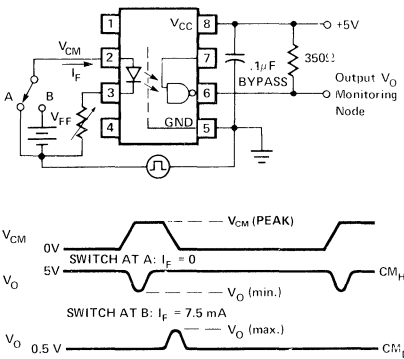 1
V_CC
8
+5V
V_CM
2
7
.1μF
350Ω
I_F
BYPASS
A
B
3
6
Output V_O
Monitoring
Node
V_FF
4
GND
5
V_CM (PEAK)
V_CM
0V
SWITCH AT A: I_F = 0
V_O
5V
CM_H
V_O (min.)
SWITCH AT B: I_F = 7.5 mA
V_O (max.)
V_O
0.5 V